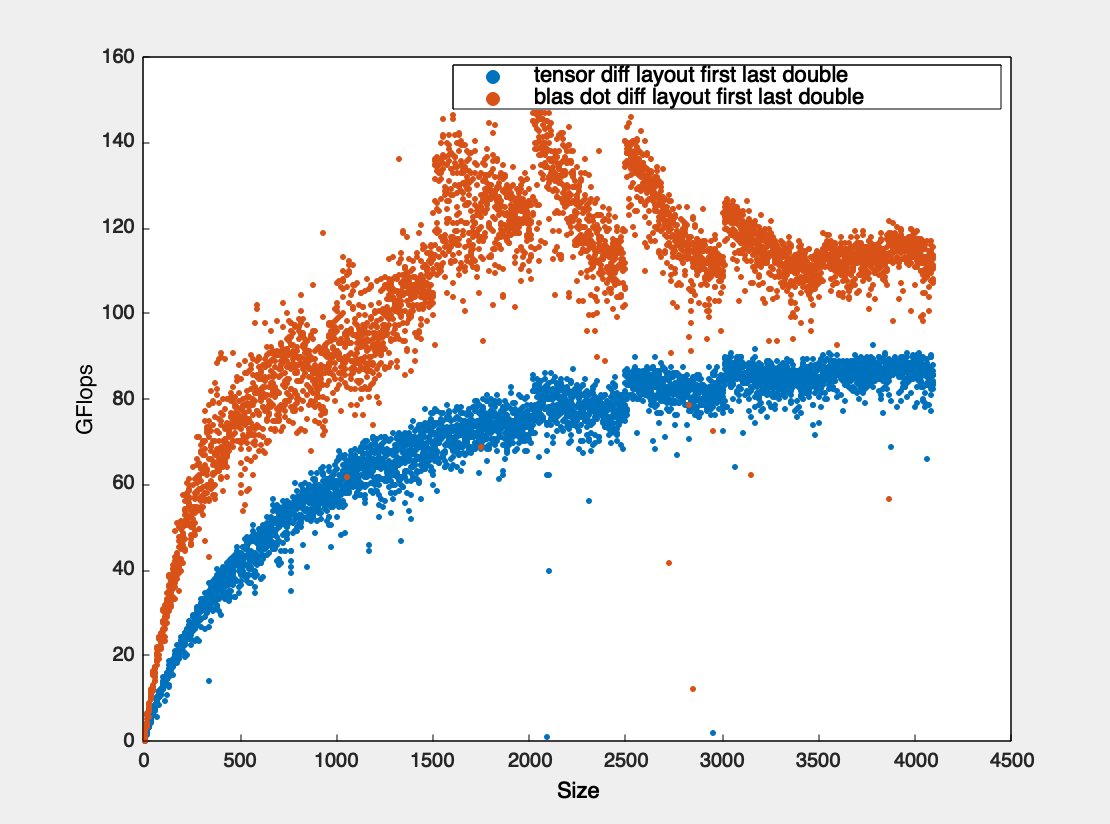 160
tensor diff layout first last double
blas dot diff layout first last double
140
120
100
GFlops
80
60
40
20
0
0 500 1000 1500 2000 2500 3000 3500 4000 4500
Size